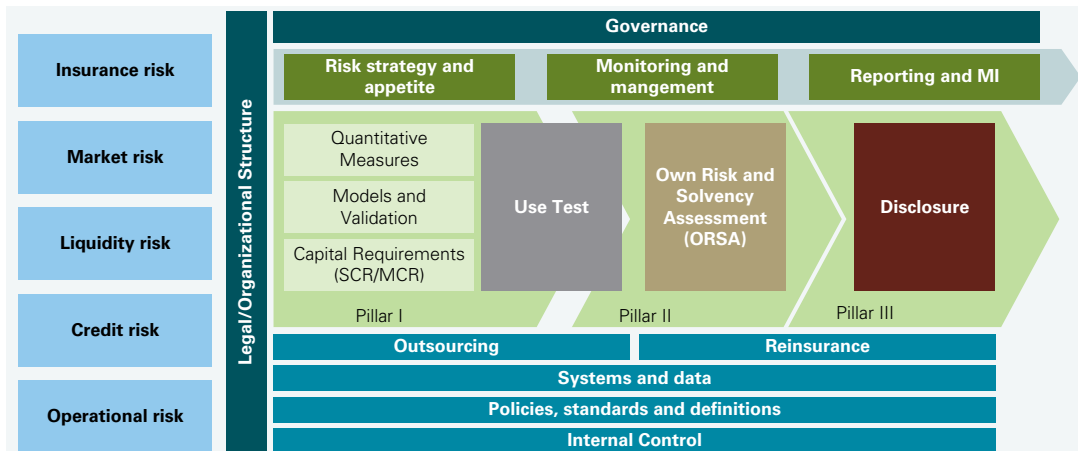 Governance
Risk strategy and
appetite
Monitoring and
mangement
Reporting and MI
Insurance risk
Market risk
Liquidity risk
Credit risk
Operational risk
Legal/Organizational Structure
Quantitative
Measures
Models and
Validation
Capital Requirements
(SCR/MCR)
Use Test
Own Risk and
Solvency
Assessment
(ORSA)
Disclosure
Pillar I
Pillar II
Pillar III
Outsourcing
Reinsurance
Systems and data
Policies, standards and definitions
Internal Control